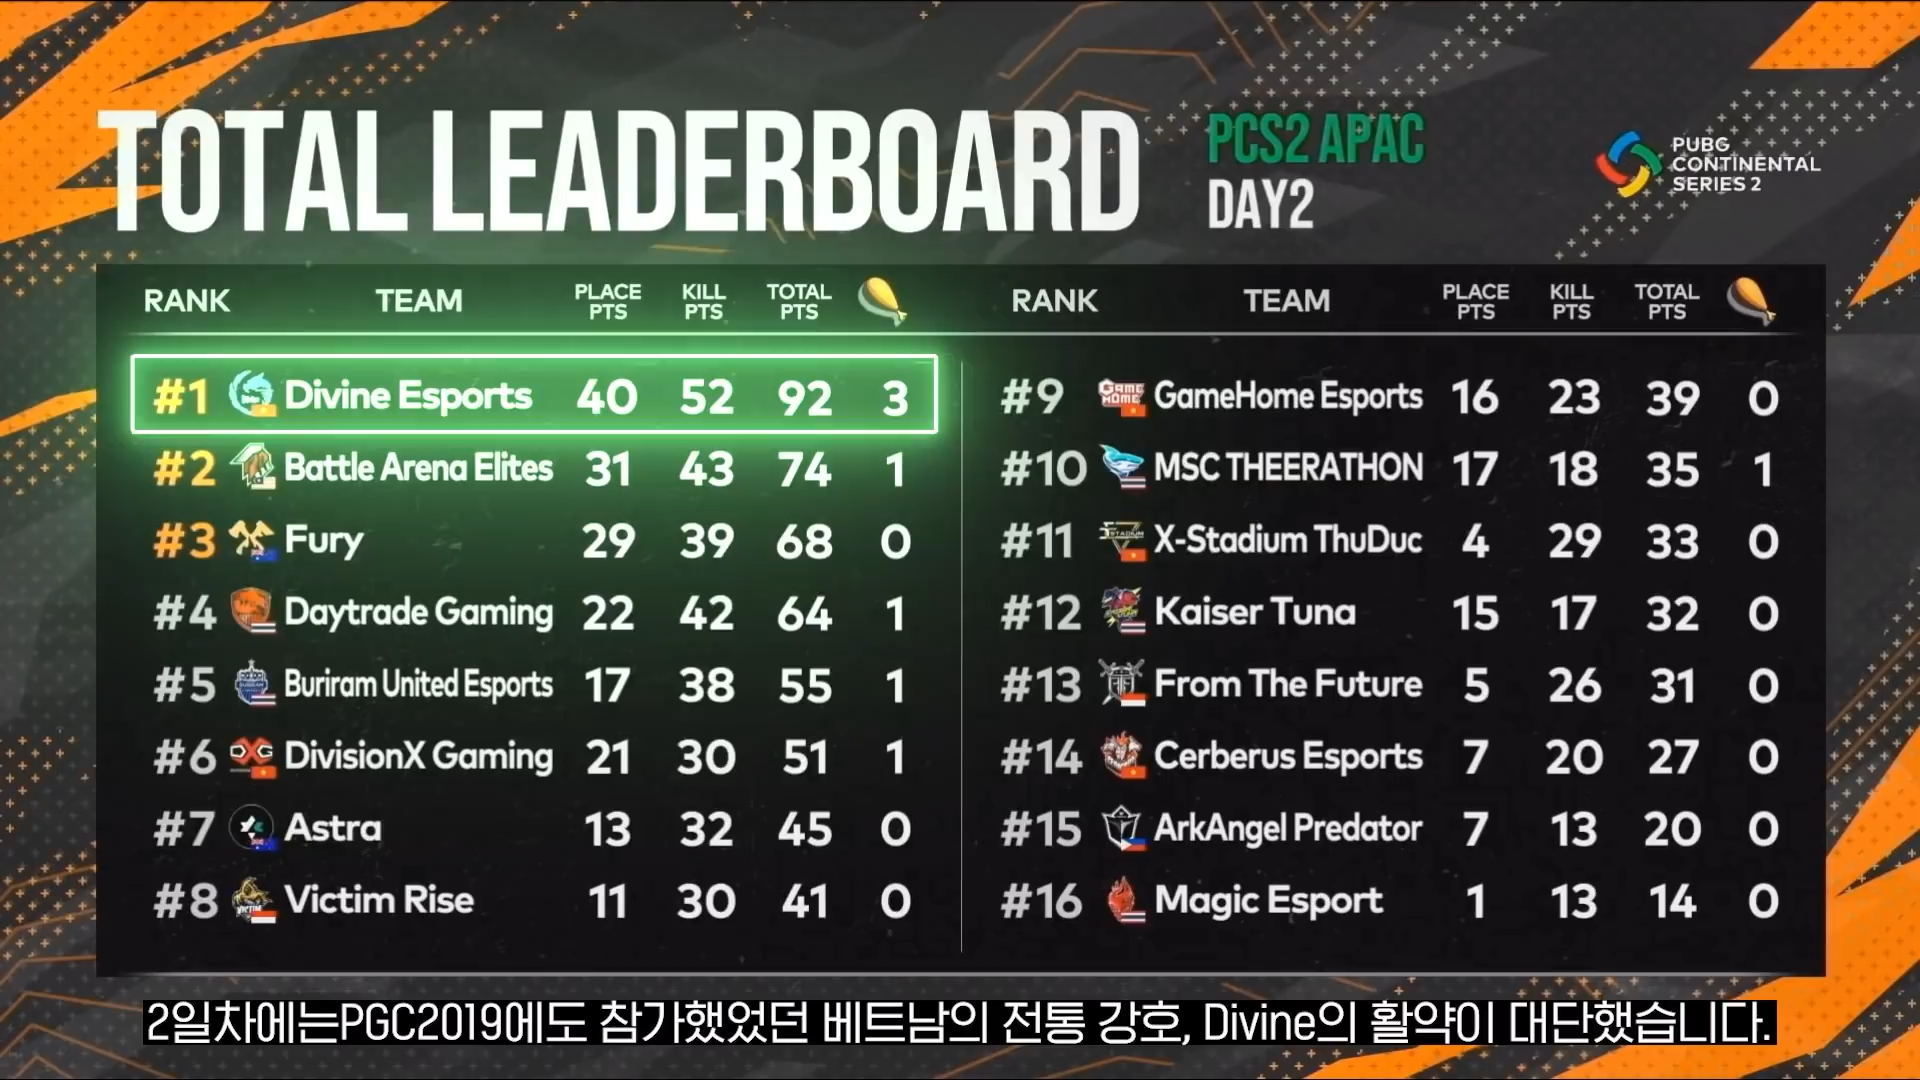 TOTAL LEADERBOARD
PCS2 APAC
DAY2
PUBG
CONTINENTAL
SERIES 2
RANK TEAM PLACE PTS KILL PTS TOTAL PTS
#1 Divine Esports 40 52 92 3
#2 Battle Arena Elites 31 43 74 1
#3 Fury 29 39 68 0
#4 Daytrade Gaming 22 42 64 1
#5 Buriram United Esports 17 38 55 1
#6 DivisionX Gaming 21 30 51 1
#7 Astra 13 32 45 0
#8 Victim Rise 11 30 41 0
RANK TEAM PLACE PTS KILL PTS TOTAL PTS
#9 GameHome Esports 16 23 39 0
#10 MSC THEERATHON 17 18 35 1
#11 X-Stadium ThuDuc 4 29 33 0
#12 Kaiser Tuna 15 17 32 0
#13 From The Future 5 26 31 0
#14 Cerberus Esports 7 20 27 0
#15 ArkAngel Predator 7 13 20 0
#16 Magic Esport 1 13 14 0
2일차에는PGC2019에도 참가했었던 베트남의 전통 강호, Divine의 활약이 대단했습니다.